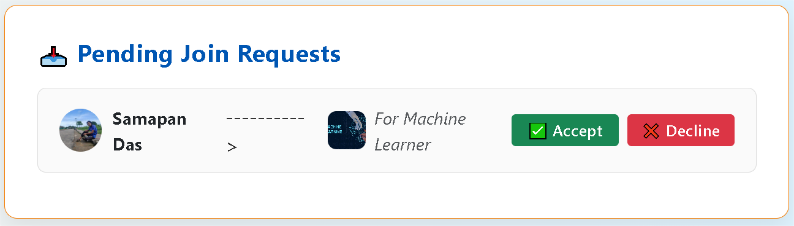 📥 Pending Join Requests
Samapan
Das
----------
>
For Machine
Learner
✅ Accept
❌ Decline